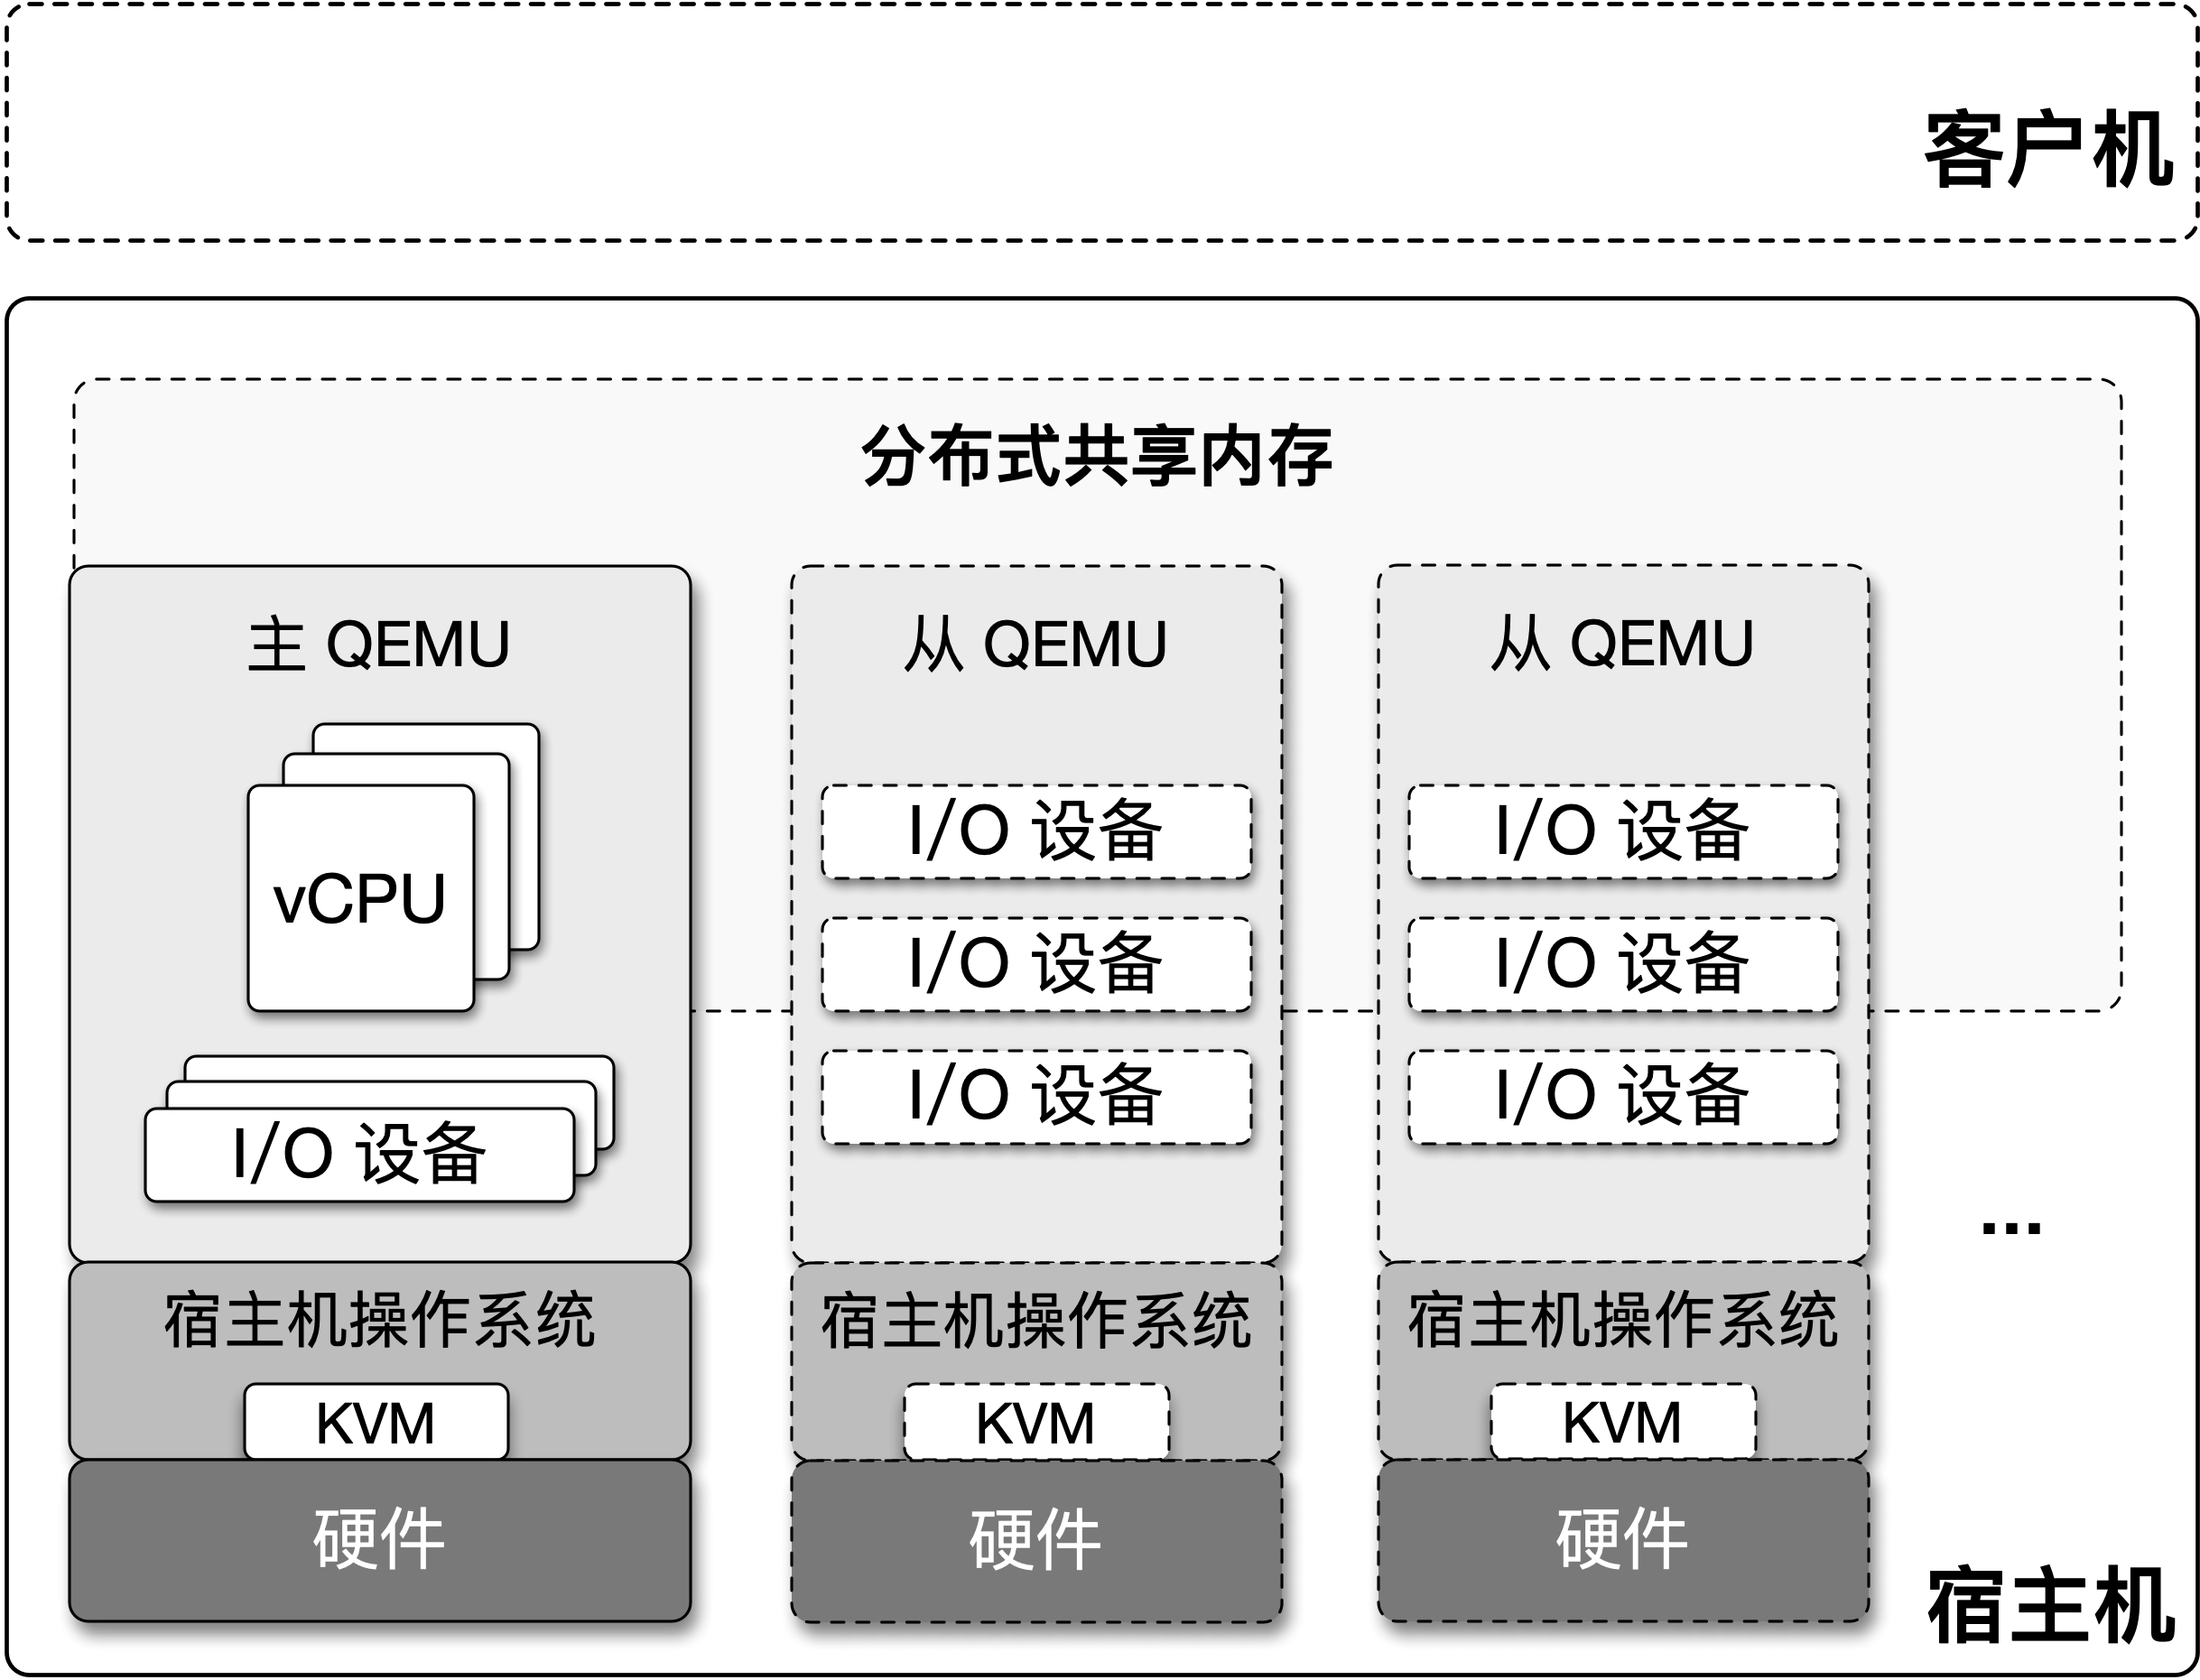 客户机
分布式共享内存
主 QEMU
vCPU
I/O 设备
宿主机操作系统
KVM
硬件
从 QEMU
I/O 设备
I/O 设备
I/O 设备
宿主机操作系统
KVM
硬件
从 QEMU
I/O 设备
I/O 设备
I/O 设备
宿主机操作系统
KVM
硬件
...
宿主机